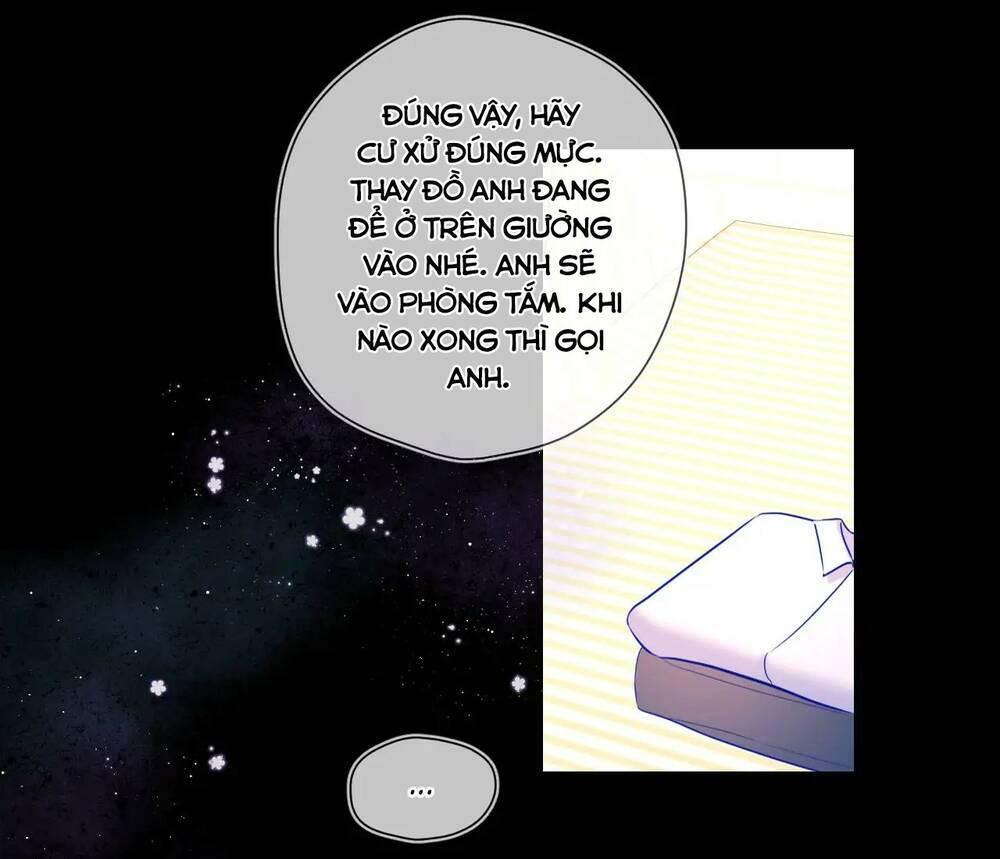 ĐÚNG VẬY, HÃY
CƯ XỬ ĐÚNG MỰC.
THAY ĐỒ ANH ĐANG
ĐỂ Ở TRÊN GIƯỜNG
VÀO NHÉ. ANH SẼ
VÀO PHÒNG TẮM. KHI
NÀO XONG THÌ GỌI
ANH.
...